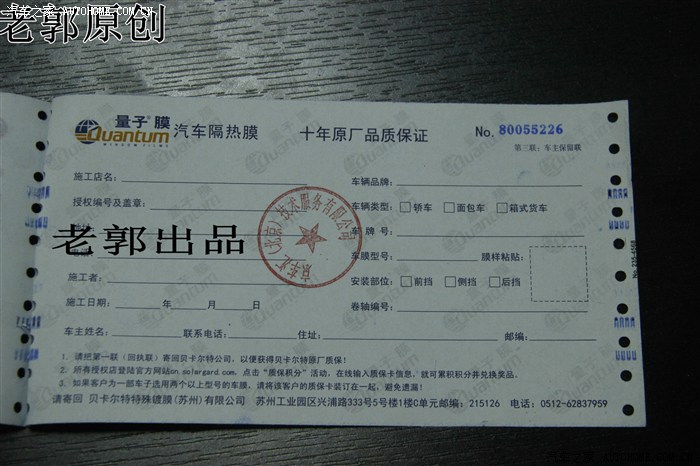 汽车之家 AUTOHOME.COM.CN
老郭原创
量子膜
Quantum
WINDOW FILMS
汽车隔热膜
十年原厂品质保证
No. 80055226
第三联：车主保留联
施工店名：
车辆品牌：
授权编号及盖章：
车辆类型： 轿车 面包车 箱式货车
老郭出品
车牌号：
车膜型号：
膜样粘贴：
施工者：
安装部位： 前挡 侧挡 后挡
施工日期： 年 月 日
卷轴编号：
车主姓名： 联系电话： 住址： 邮编：
1、请把第一联（回执联）寄回贝卡尔特公司，以便获得贝卡尔特原厂质保！
2、所有授权店登陆官方网站cn.solargard.com，点击“质保积分”活动，在线输入质保卡信息，就可累积积分并兑换奖品。
3、如果客户为一部车子选用两个以上型号的车膜，请将该客户的质保卡装订在一起，避免遗漏！
请寄回 贝卡尔特特殊镀膜(苏州)有限公司 苏州工业园区兴浦路333号5号楼1楼C单元邮编：215126 电话：0512-62837959